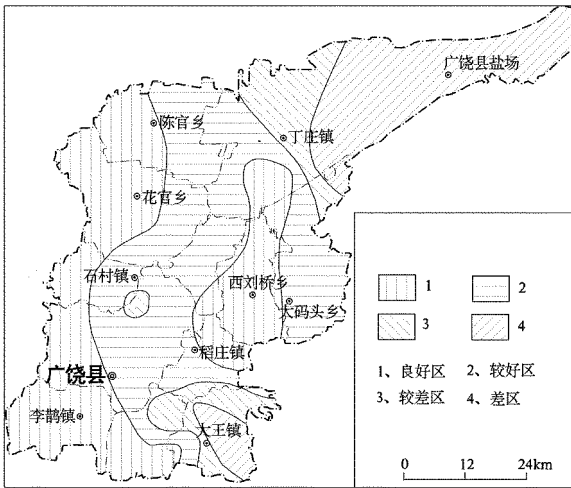 广饶县盐场
陈官乡
丁庄镇
花官乡
石村镇
西刘桥乡
大码头乡
稻庄镇
广饶县
李鹊镇
大王镇
1
2
3
4
1、良好区 2、较好区
3、较差区 4、差区
0 12 24km